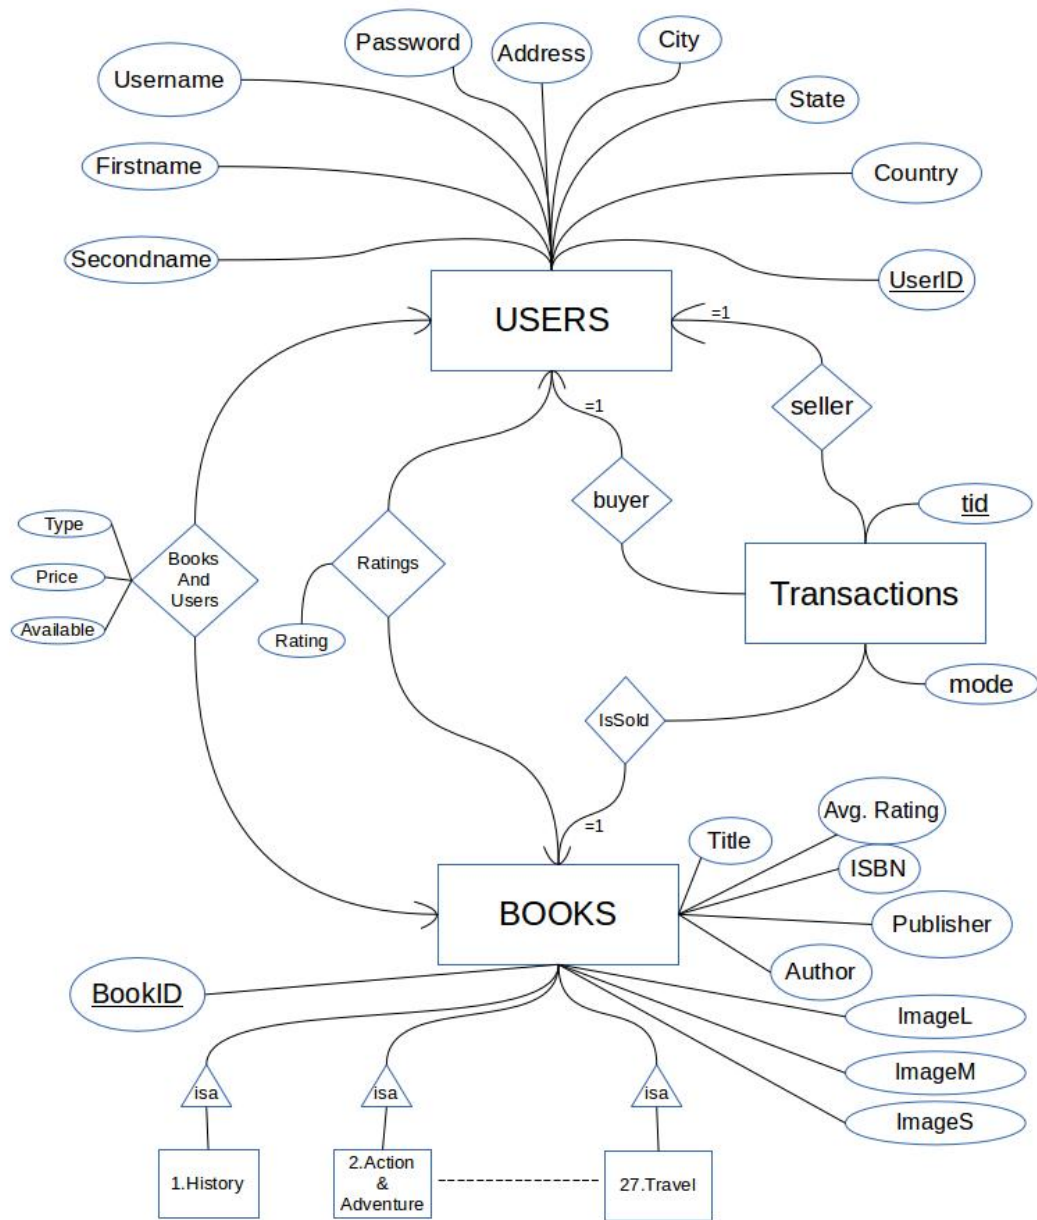 Password
Address
City
Username
State
Firstname
Country
Secondname
UserID
USERS
=1
seller
=1
buyer
tid
Type
Price
Available
Books
And
Users
Ratings
Rating
Transactions
mode
IsSold
=1
Avg. Rating
Title
ISBN
BOOKS
Publisher
Author
BookID
ImageL
ImageM
ImageS
isa
isa
isa
1.History
2.Action
&
Adventure
27.Travel